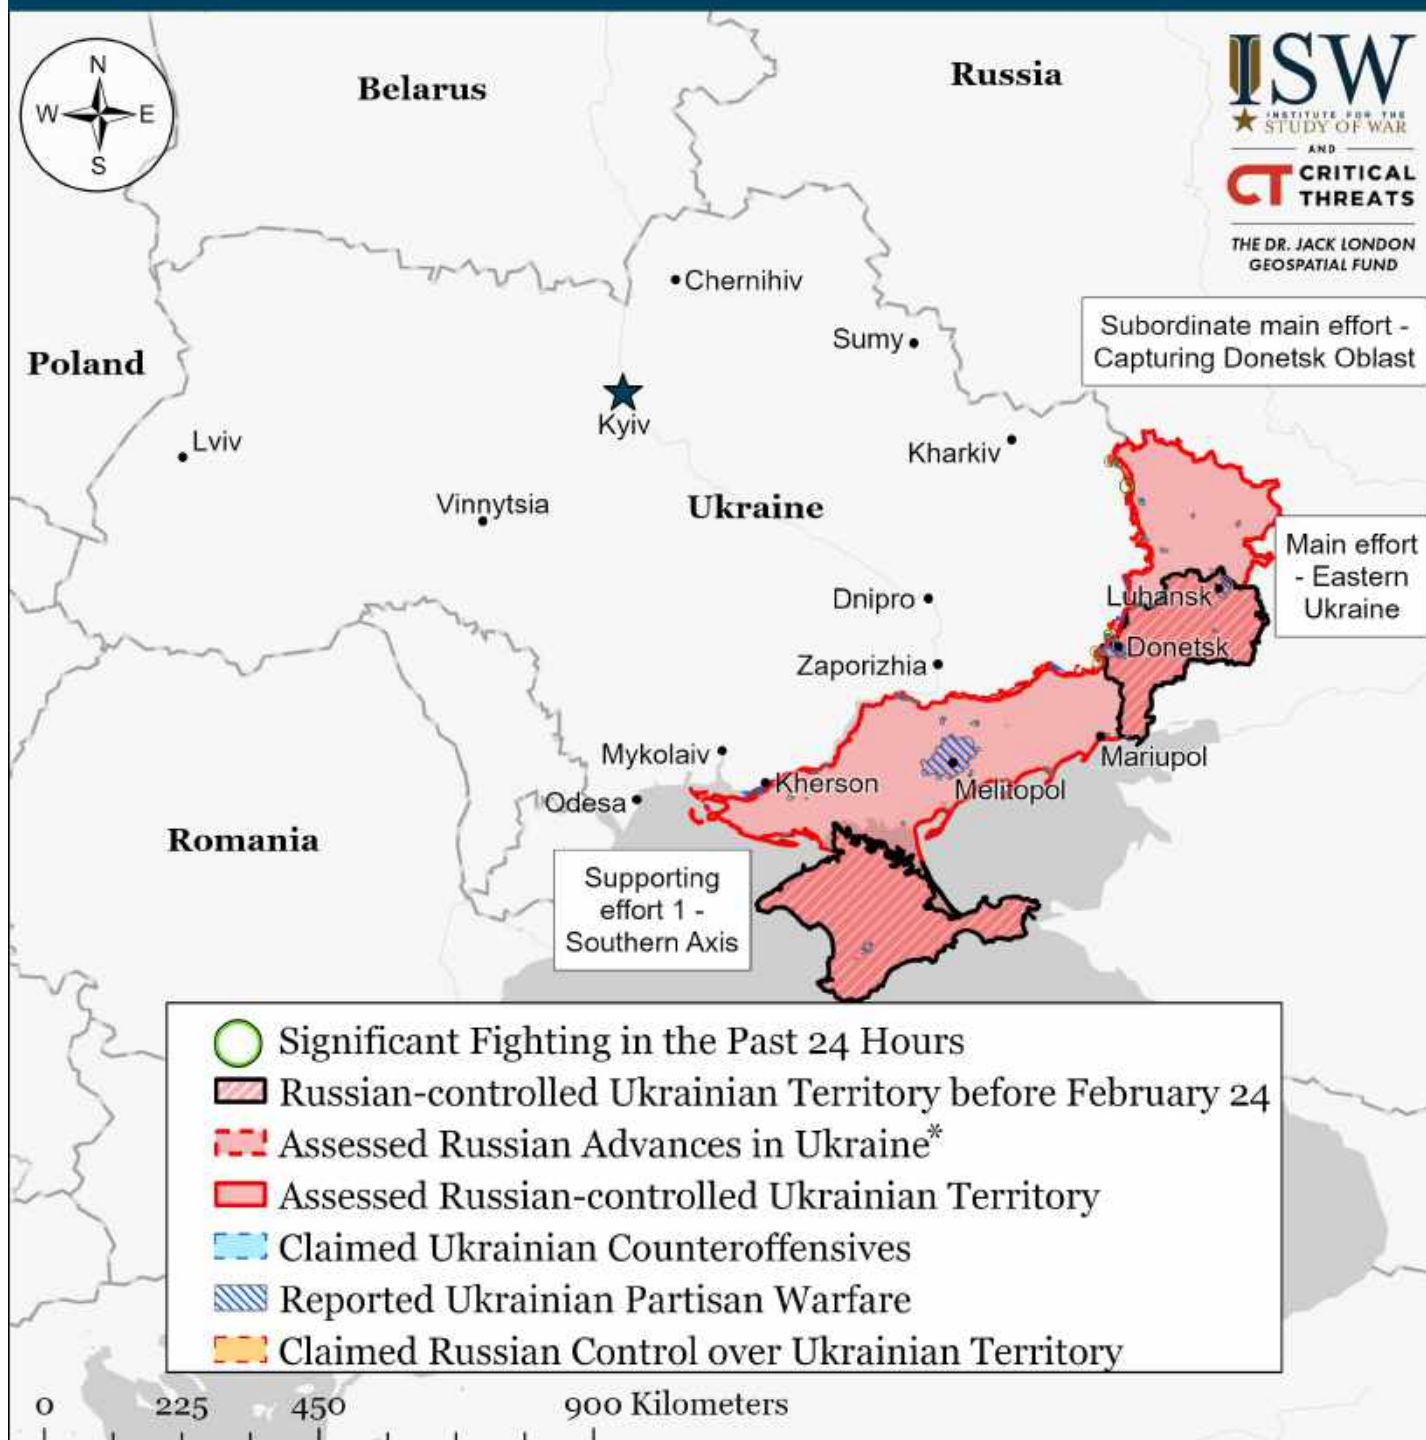 N
W
E
S
Belarus
Russia
ISW
INSTITUTE FOR THE
STUDY OF WAR
AND
CT CRITICAL
THREATS
THE DR. JACK LONDON
GEOSPATIAL FUND
Chernihiv
Sumy
Subordinate main effort -
Capturing Donetsk Oblast
Poland
Kyiv
Lviv
Kharkiv
Vinnytsia
Ukraine
Main effort
- Eastern
Ukraine
Dnipro
Luhansk
Donetsk
Zaporizhia
Mykolaiv
Mariupol
Kherson
Melitopol
Odesa
Romania
Supporting
effort 1 -
Southern Axis
Significant Fighting in the Past 24 Hours
Russian-controlled Ukrainian Territory before February 24
Assessed Russian Advances in Ukraine*
Assessed Russian-controlled Ukrainian Territory
Claimed Ukrainian Counteroffensives
Reported Ukrainian Partisan Warfare
Claimed Russian Control over Ukrainian Territory
0 225 450 900 Kilometers